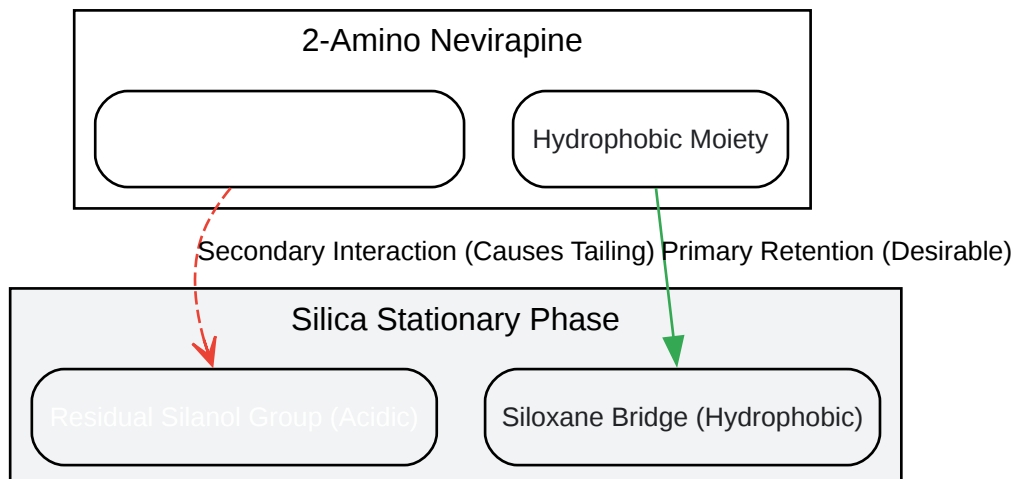 2-Amino Nevirapine
Hydrophobic Moiety
Secondary Interaction (Causes Tailing)
Primary Retention (Desirable)
Silica Stationary Phase
Residual Silanol Group (Acidic)
Siloxane Bridge (Hydrophobic)